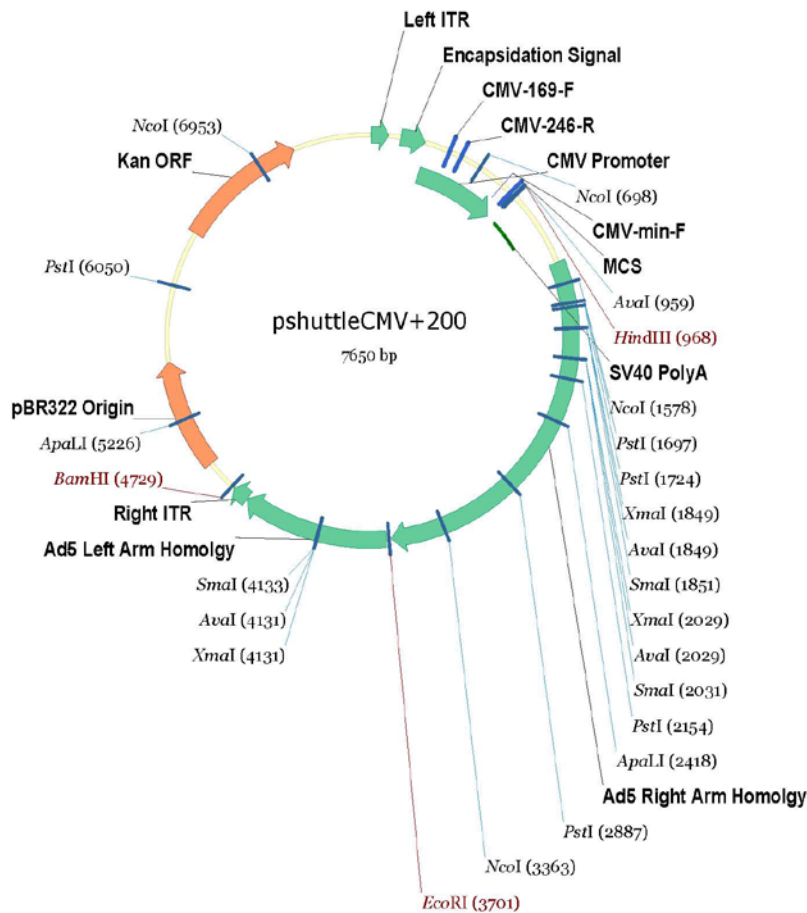 Left ITR
Encapsidation Signal
CMV-169-F
CMV-246-R
CMV Promoter
NcoI (698)
CMV-min-F
MCS
AvaI (959)
HindIII (968)
SV40 PolyA
NcoI (1578)
PstI (1697)
PstI (1724)
XmaI (1849)
AvaI (1849)
SmaI (1851)
XmaI (2029)
AvaI (2029)
SmaI (2031)
PstI (2154)
ApaLI (2418)
Ad5 Right Arm Homolgy
PstI (2887)
NcoI (3363)
EcoRI (3701)
XmaI (4131)
AvaI (4131)
SmaI (4133)
Ad5 Left Arm Homolgy
Right ITR
BamHI (4729)
ApaLI (5226)
pBR322 Origin
PstI (6050)
Kan ORF
NcoI (6953)
pshuttleCMV+200
7650 bp